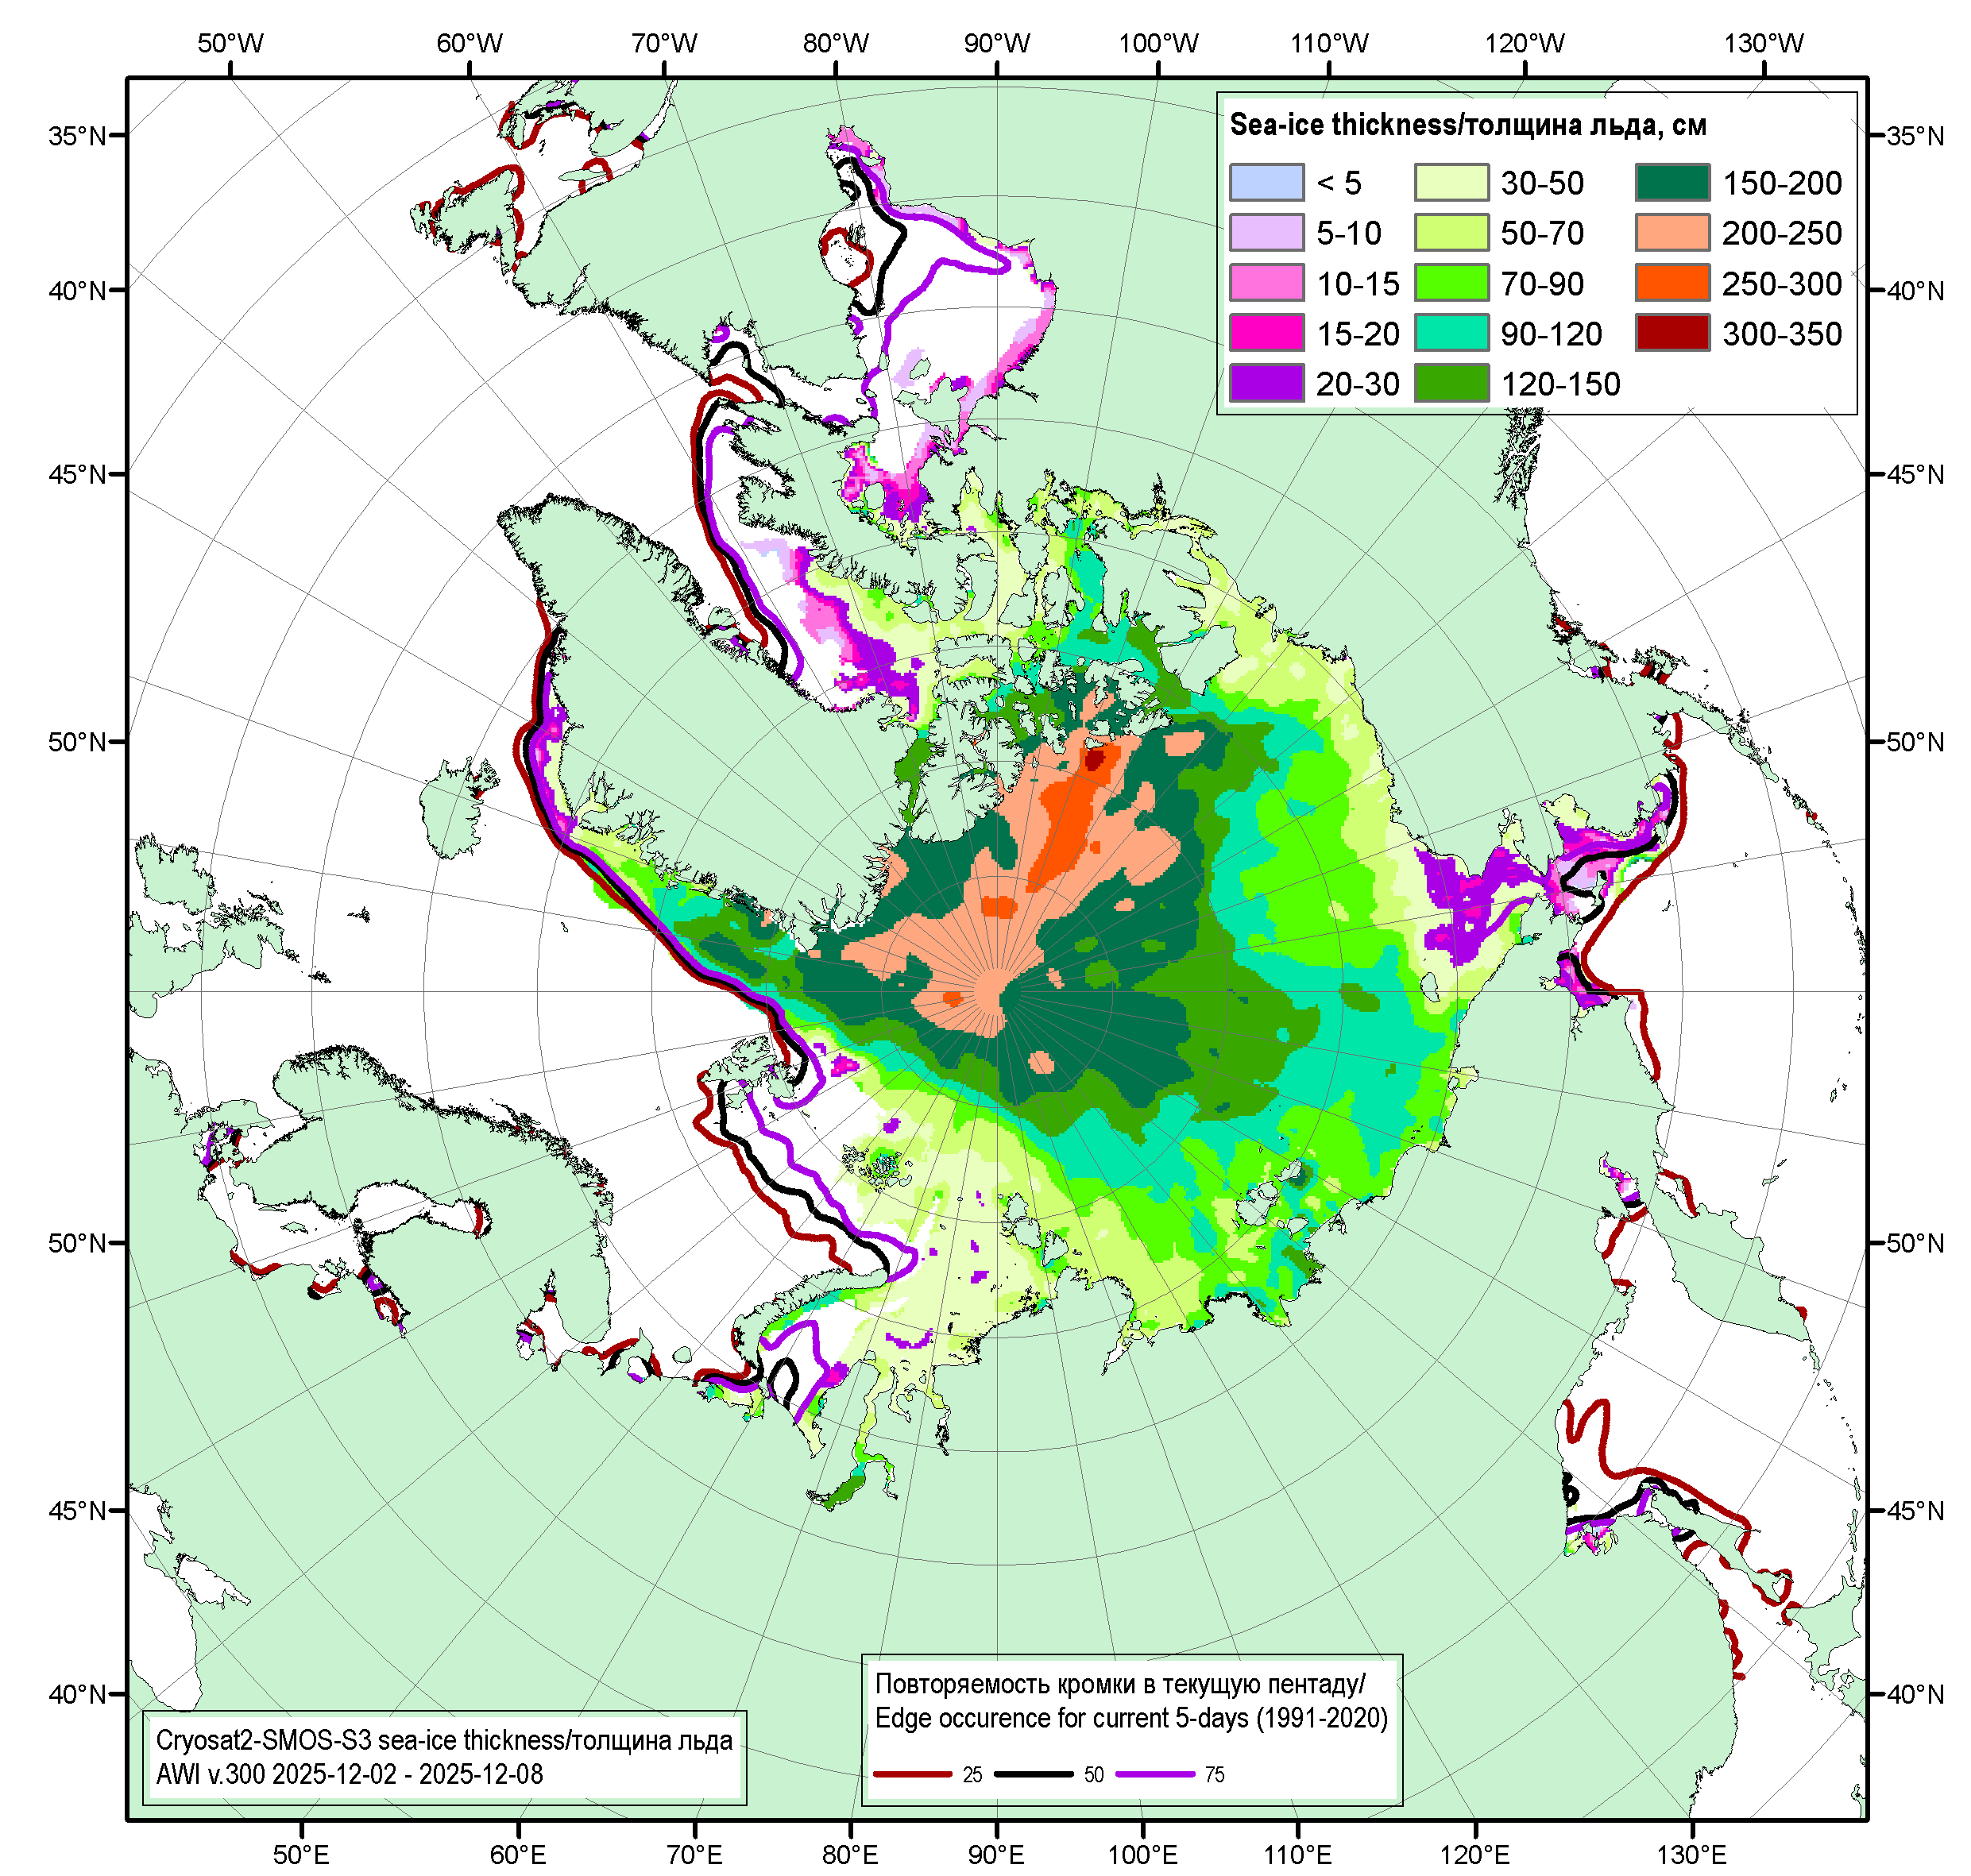 50°W 60°W 70°W 80°W 90°W 100°W 110°W 120°W 130°W
Sea-ice thickness/толщина льда, см
< 5 30-50 150-200
5-10 50-70 200-250
10-15 70-90 250-300
15-20 90-120 300-350
20-30 120-150
35°N 35°N
40°N 40°N
45°N 45°N
50°N 50°N
50°N 50°N
45°N 45°N
40°N 40°N
Повторяемость кромки в текущую пентаду/
Edge occurence for current 5-days (1991-2020)
25 50 75
Cryosat2-SMOS-S3 sea-ice thickness/толщина льда
AWI v.300 2025-12-02 - 2025-12-08
50°E 60°E 70°E 80°E 90°E 100°E 110°E 120°E 130°E